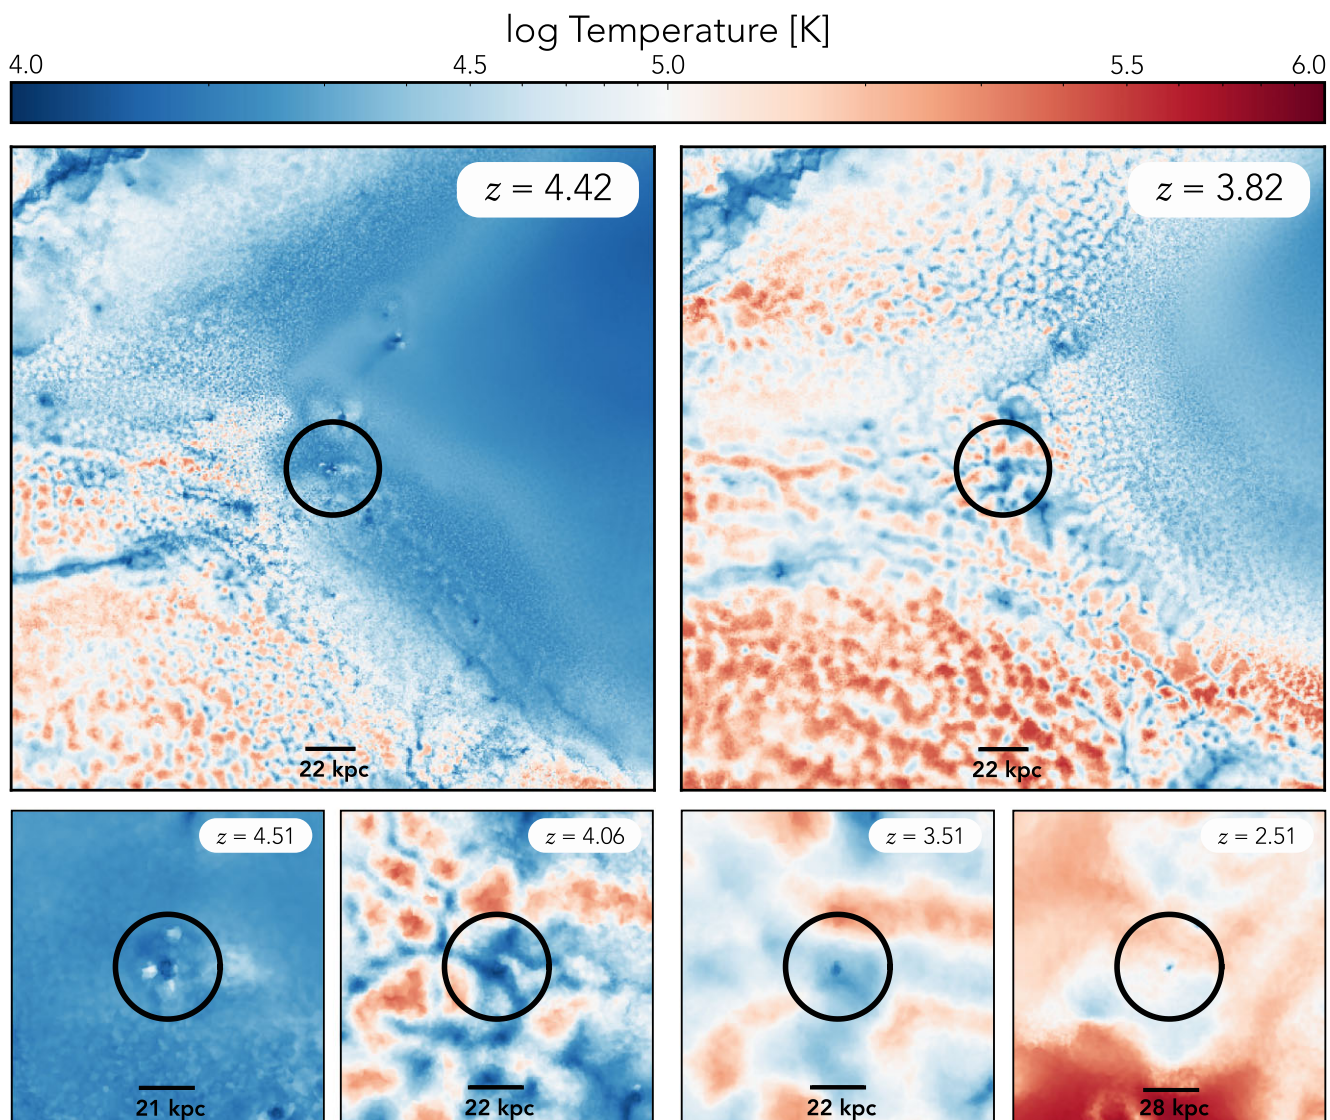 log Temperature [K]
4.0 4.5 5.0 5.5 6.0
z = 4.42
z = 3.82
22 kpc
22 kpc
z = 4.51
z = 4.06
z = 3.51
z = 2.51
21 kpc
22 kpc
22 kpc
28 kpc